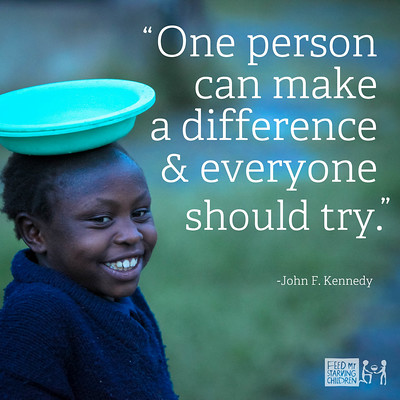 “One person
can make
a difference
& everyone
should try.”
-John F. Kennedy
FEED MY
STARVING
CHILDREN